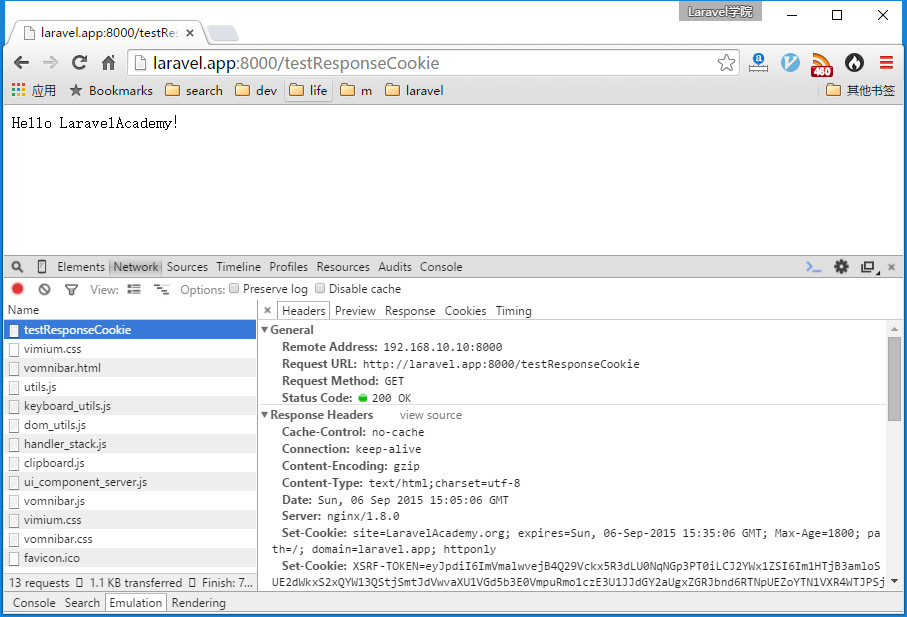 Laravel学院
laravel.app:8000/testRe
laravel.app:8000/testResponseCookie
460
应用 Bookmarks search dev life m laravel 其他书签
Hello LaravelAcademy!
Elements Network Sources Timeline Profiles Resources Audits Console
View: Options: Preserve log Disable cache
Name
Headers Preview Response Cookies Timing
testResponseCookie
vimium.css
vomnibar.html
utils.js
keyboard_utils.js
dom_utils.js
handler_stack.js
clipboard.js
ui_component_server.js
vomnibar.js
vimium.css
vomnibar.css
favicon.ico
13 requests 1.1 KB transferred Finish: 7...
General
Remote Address: 192.168.10.10:8000
Request URL: http://laravel.app:8000/testResponseCookie
Request Method: GET
Status Code: 200 OK
Response Headers view source
Cache-Control: no-cache
Connection: keep-alive
Content-Encoding: gzip
Content-Type: text/html;charset=utf-8
Date: Sun, 06 Sep 2015 15:05:06 GMT
Server: nginx/1.8.0
Set-Cookie: site=LaravelAcademy.org; expires=Sun, 06-Sep-2015 15:35:06 GMT; Max-Age=1800; pa
th=/; domain=laravel.app; httponly
Set-Cookie:
Console Search Emulation Rendering